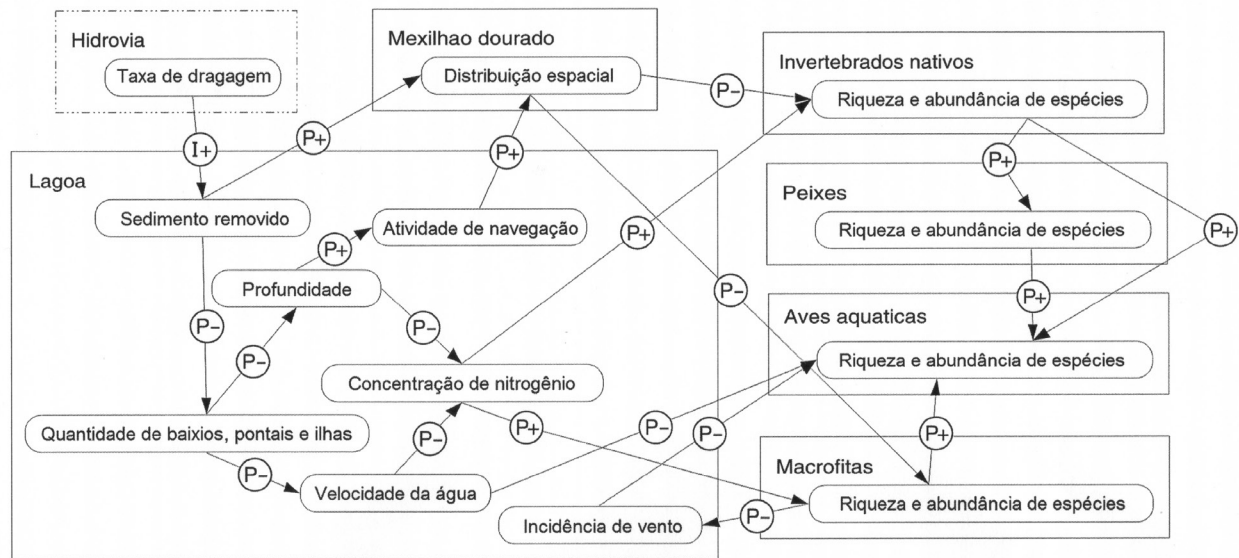 Hidrovia
Taxa de dragagem
I+
Mexilhao dourado
Distribuição espacial
P+
P+
P-
Invertebrados nativos
Riqueza e abundância de espécies
P+
P+
Peixes
Riqueza e abundância de espécies
P+
Lagoa
Sedimento removido
Atividade de navegação
P+
P+
Profundidade
P-
P-
P-
P-
Concentração de nitrogênio
Aves aquaticas
Riqueza e abundância de espécies
Quantidade de baixios, pontais e ilhas
P-
P-
P+
P-
P-
P+
Velocidade da água
Incidência de vento
P-
Macrofitas
Riqueza e abundância de espécies